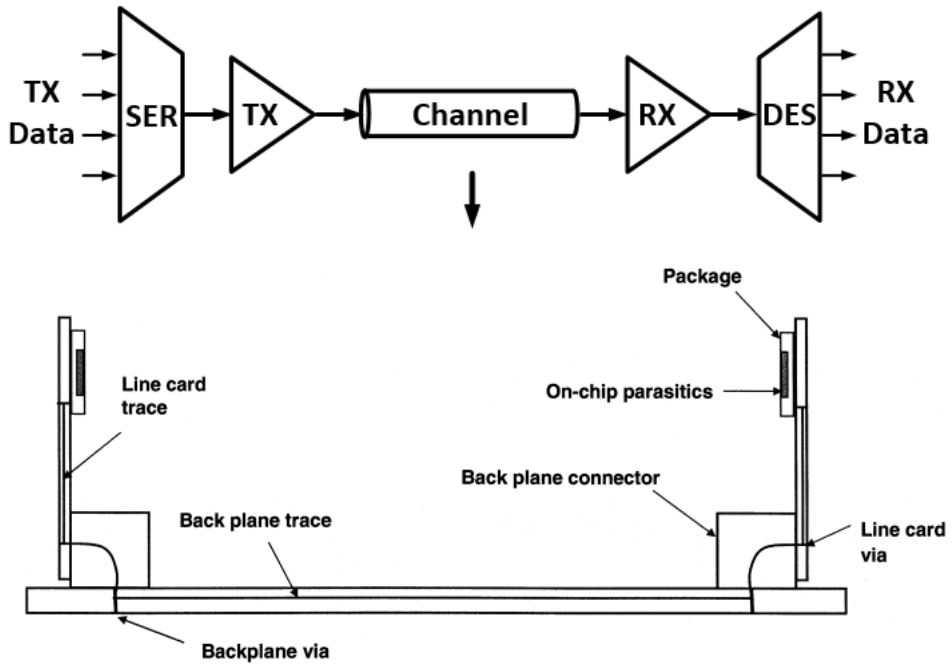 TX
Data
SER
TX
Channel
RX
DES
RX
Data
Package
Line card
trace
On-chip parasitics
Back plane connector
Back plane trace
Line card
via
Backplane via